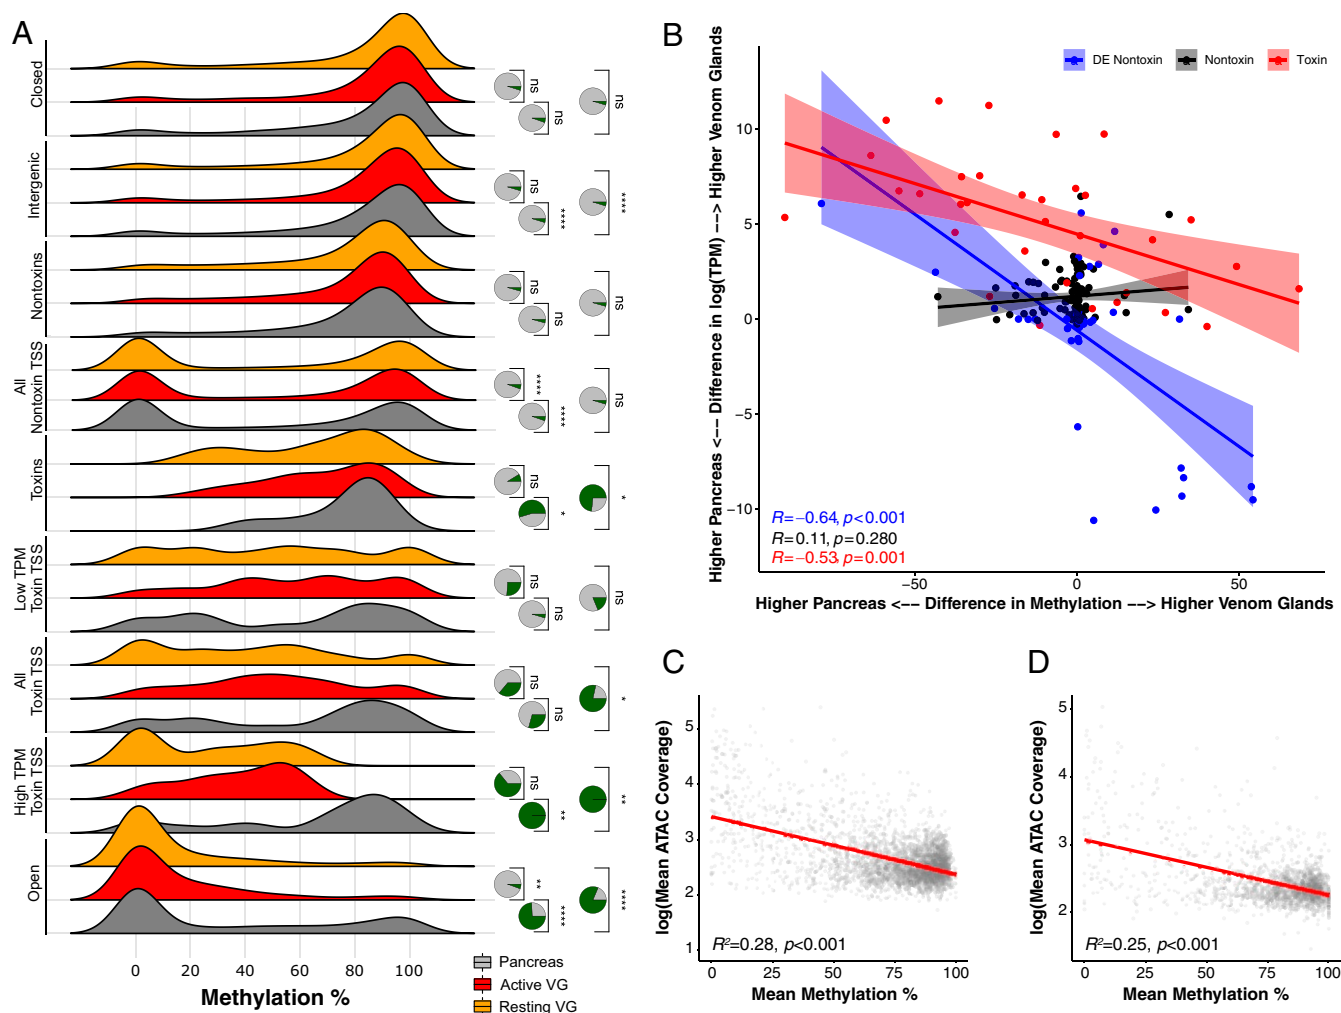 A
Closed
ns
ns
ns
Intergenic
ns
****
****
Nontoxins
ns
ns
ns
All
Nontoxin TSS
****
****
ns
Toxins
ns
*
*
Low TPM
Toxin TSS
ns
ns
ns
All
Toxin TSS
ns
ns
*
High TPM
Toxin TSS
ns
**
**
Open
**
****
****
0 20 40 60 80 100
Methylation %
Pancreas
Active VG
Resting VG
B
DE Nontoxin Nontoxin Toxin
Higher Pancreas <-- Difference in log(TPM) --> Higher Venom Glands
10
5
0
−5
−10
R=−0.64, p<0.001
R=0.11, p=0.280
R=−0.53, p=0.001
−50 0 50
Higher Pancreas <-- Difference in Methylation --> Higher Venom Glands
C
log(Mean ATAC Coverage)
5
4
3
2
1
R²=0.28, p<0.001
0 25 50 75 100
Mean Methylation %
D
log(Mean ATAC Coverage)
5
4
3
2
R²=0.25, p<0.001
0 25 50 75 100
Mean Methylation %